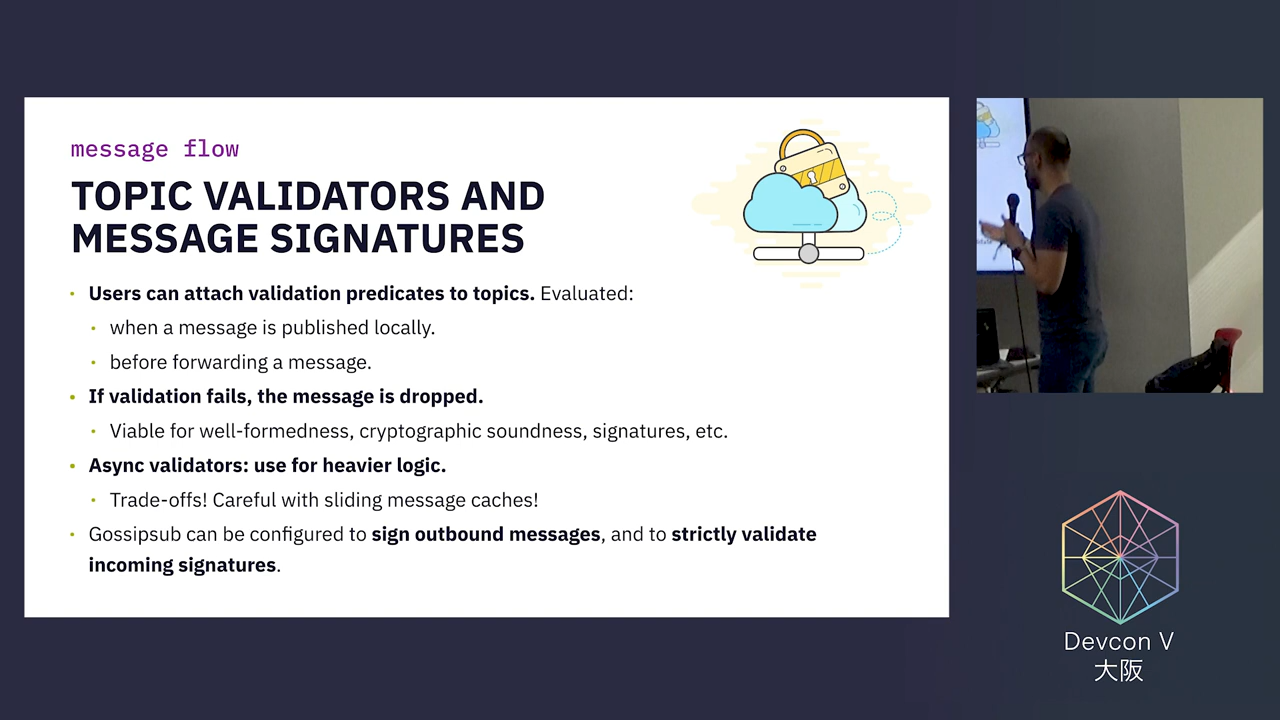 message flow
TOPIC VALIDATORS AND
MESSAGE SIGNATURES
• Users can attach validation predicates to topics. Evaluated:
• when a message is published locally.
• before forwarding a message.
• If validation fails, the message is dropped.
• Viable for well-formedness, cryptographic soundness, signatures, etc.
• Async validators: use for heavier logic.
• Trade-offs! Careful with sliding message caches!
• Gossipsub can be configured to sign outbound messages, and to strictly validate
incoming signatures.
Devcon V
大阪